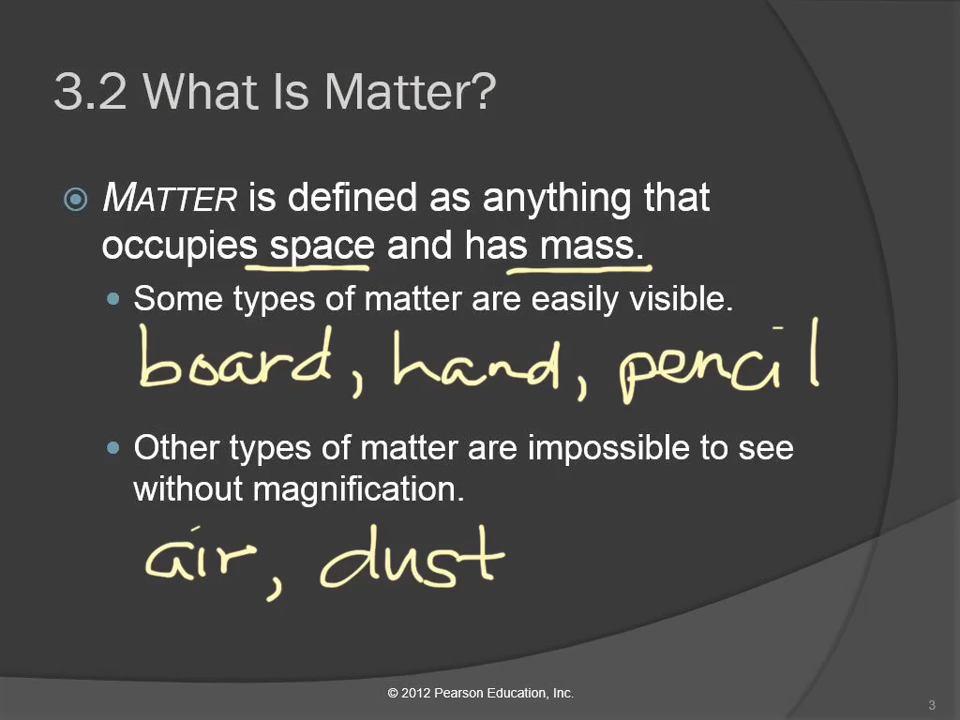 3.2 What Is Matter?
MATTER is defined as anything that
occupies space and has mass.
Some types of matter are easily visible.
board, hand, pencil
Other types of matter are impossible to see
without magnification.
air, dust
© 2012 Pearson Education, Inc.
3